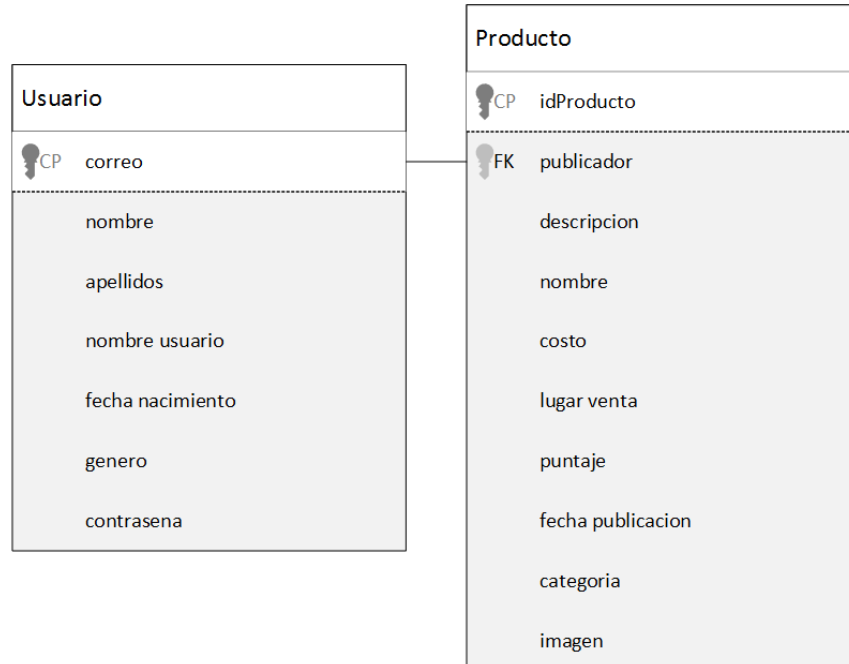 Usuario
CP correo
nombre
apellidos
nombre usuario
fecha nacimiento
genero
contrasena
Producto
CP idProducto
FK publicador
descripcion
nombre
costo
lugar venta
puntaje
fecha publicacion
categoria
imagen